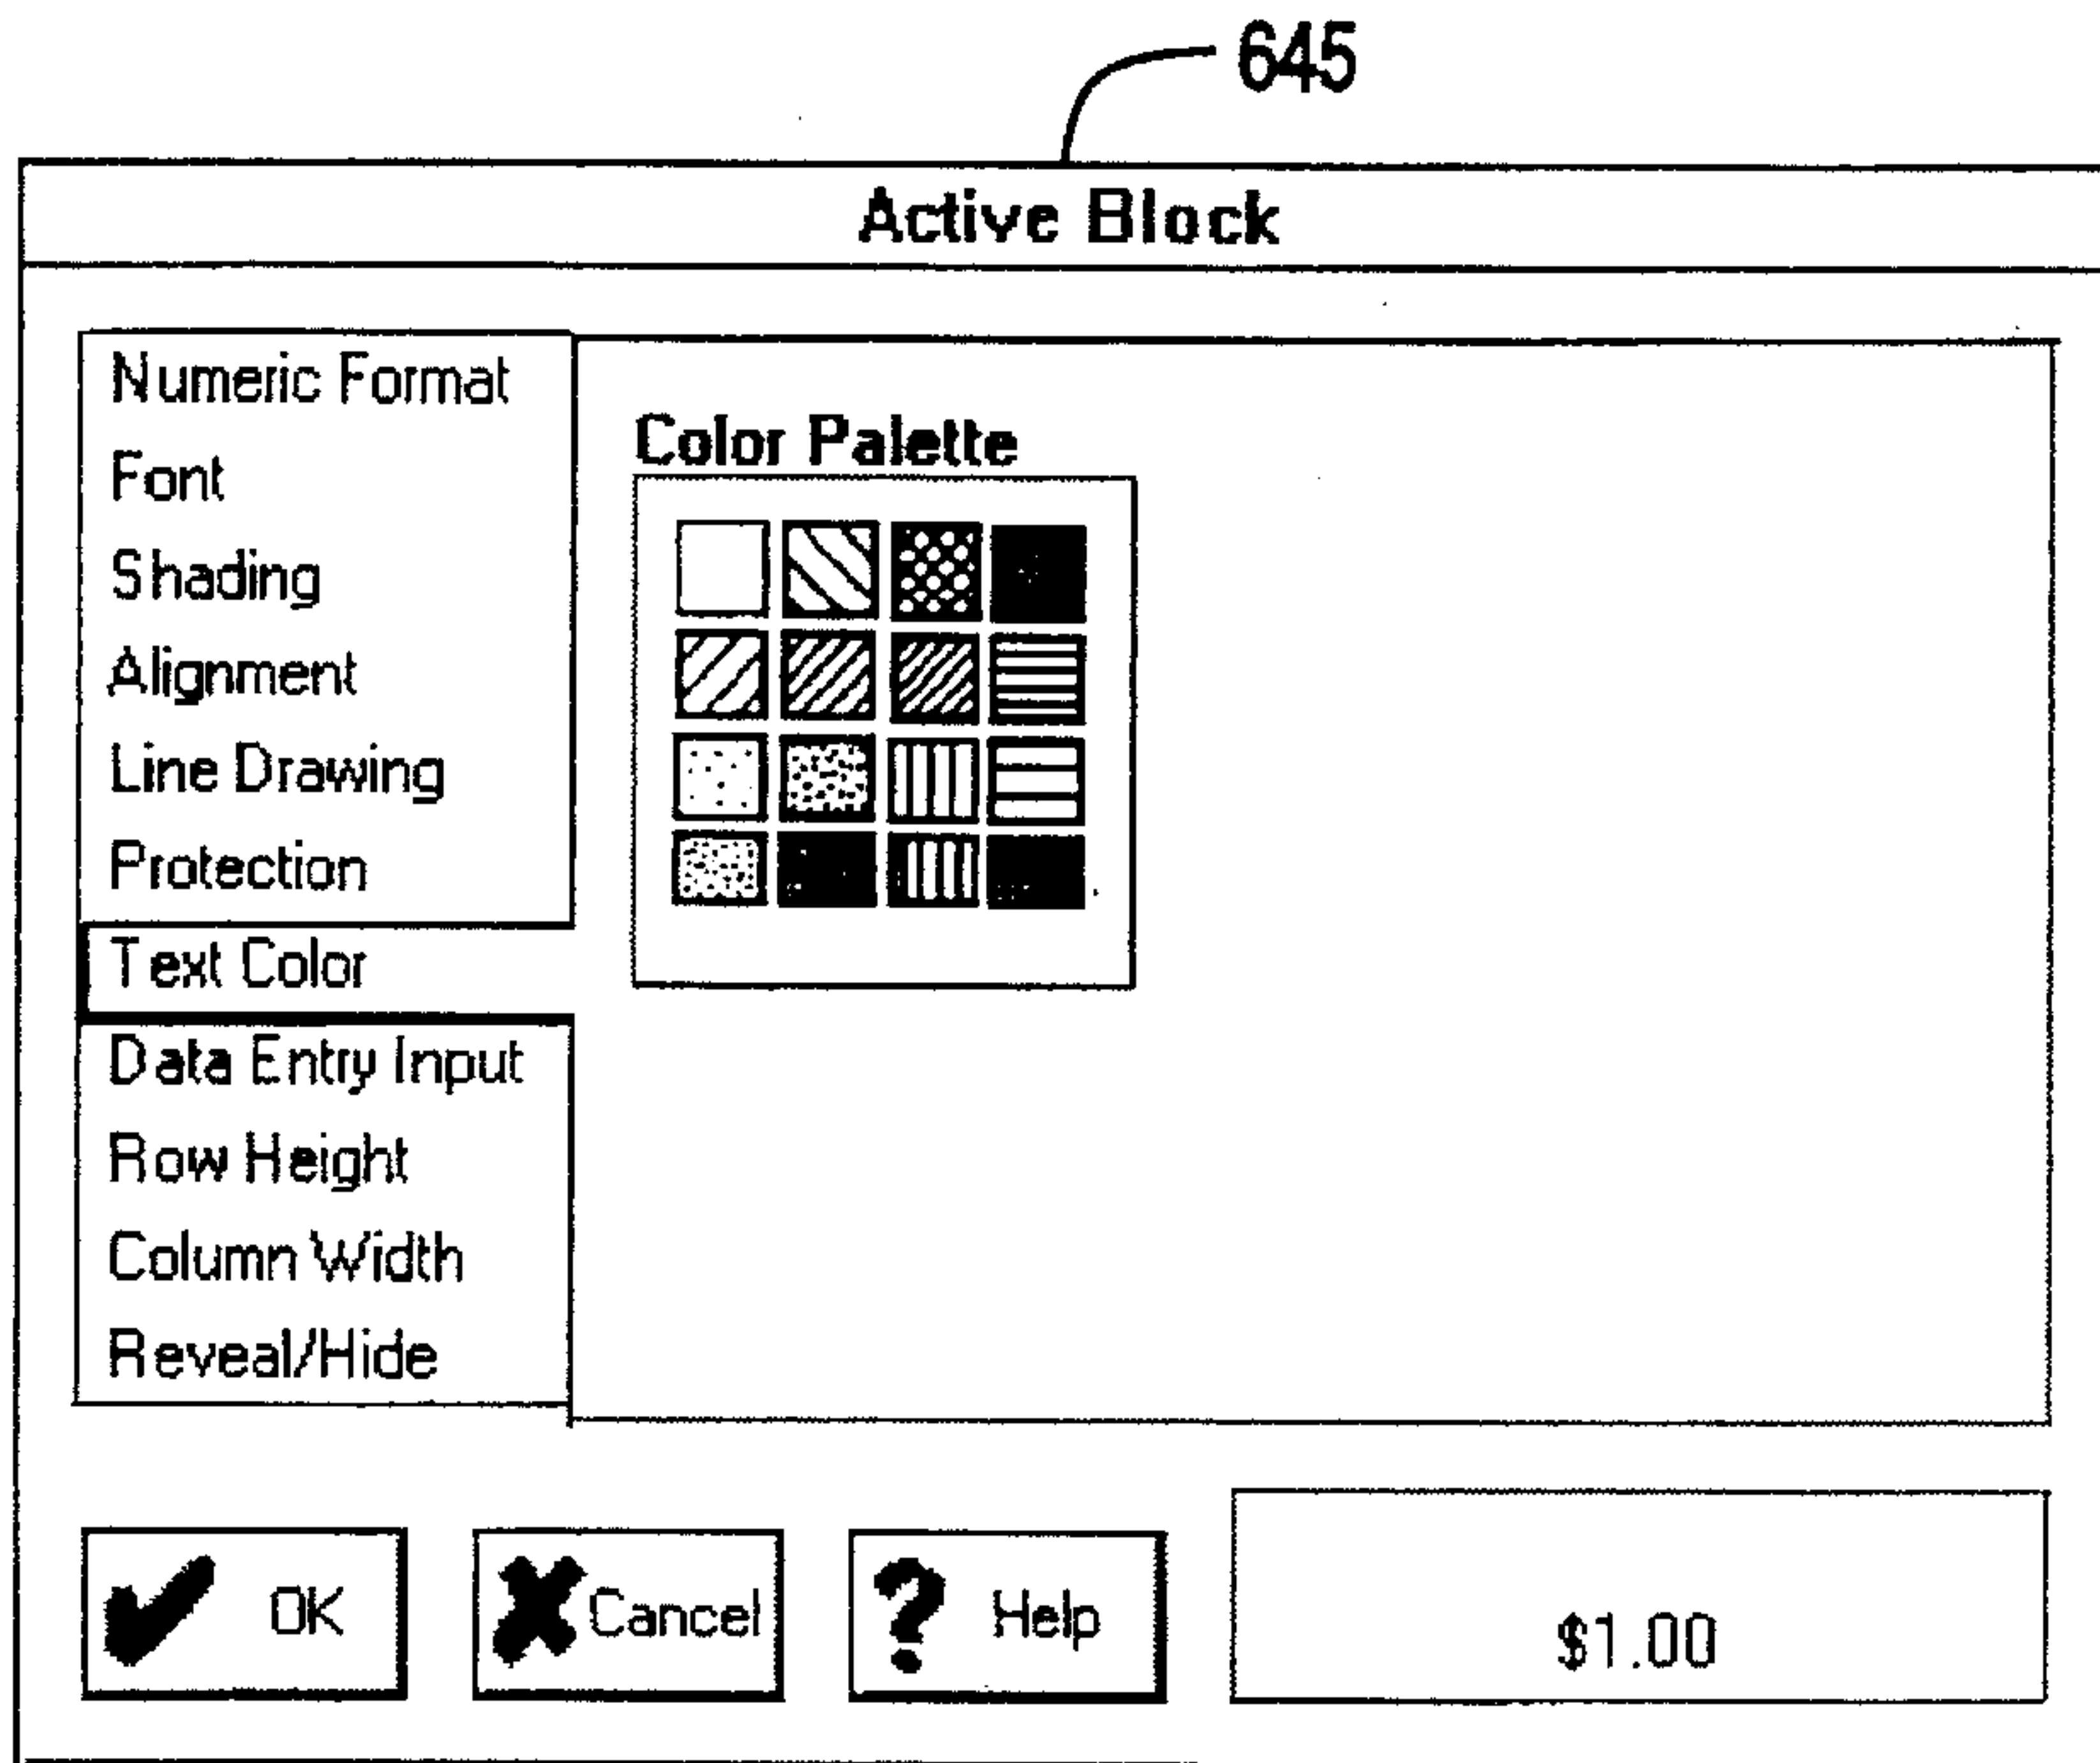 645
Active Block
Numeric Format
Font
Shading
Alignment
Line Drawing
Protection
Text Color
Data Entry Input
Row Height
Column Width
Reveal/Hide
Color Palette
OK
Cancel
Help
$1.00